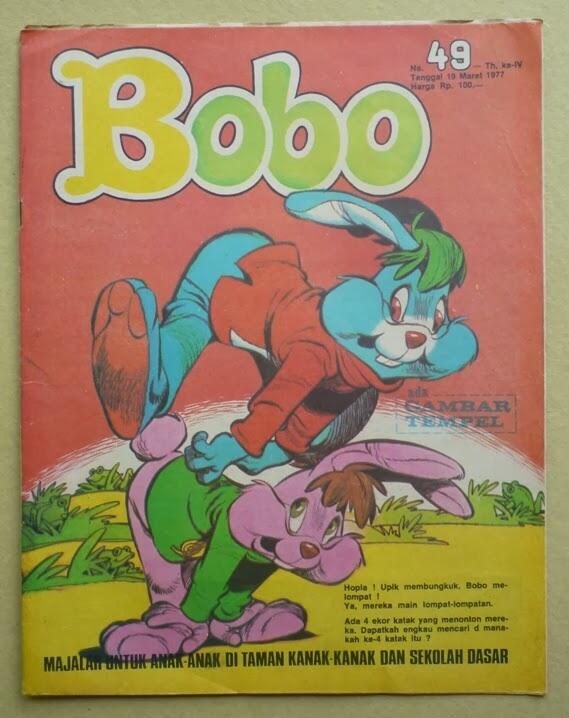 Bobo
No. 49 — Th. ke-IV
Tanggal 19 Maret 1977
Harga Rp. 100,—
ada
GAMBAR
TEMPEL
Hopla ! Upik membungkuk. Bobo me-
lompat !
Ya, mereka main lompat-lompatan.
Ada 4 ekor katak yang menonton mere-
ka. Dapatkah engkau mencari d mana-
kah ke-4 katak itu ?
MAJALAH UNTUK ANAK-ANAK DI TAMAN KANAK-KANAK DAN SEKOLAH DASAR